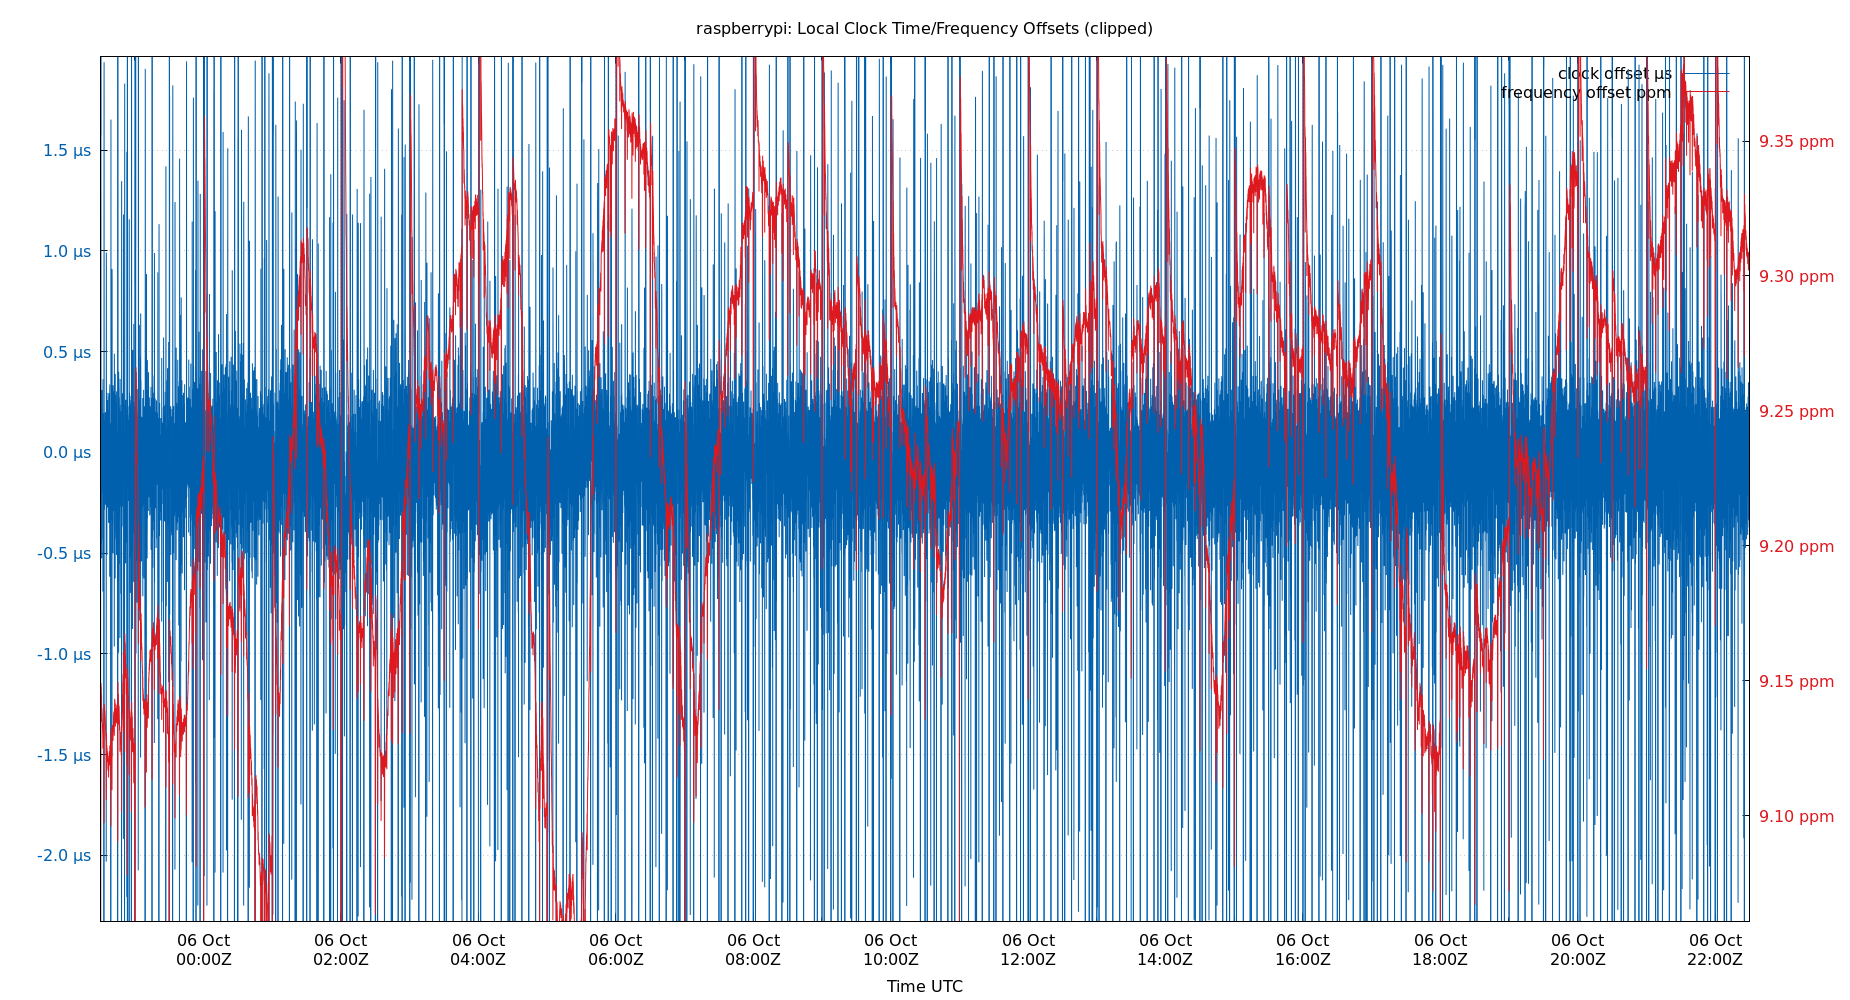 raspberrypi: Local Clock Time/Frequency Offsets (clipped)
clock offset µs
frequency offset ppm
1.5 µs
1.0 µs
0.5 µs
0.0 µs
-0.5 µs
-1.0 µs
-1.5 µs
-2.0 µs
9.35 ppm
9.30 ppm
9.25 ppm
9.20 ppm
9.15 ppm
9.10 ppm
06 Oct 06 Oct 06 Oct 06 Oct 06 Oct 06 Oct 06 Oct 06 Oct 06 Oct 06 Oct 06 Oct 06 Oct
00:00Z 02:00Z 04:00Z 06:00Z 08:00Z 10:00Z 12:00Z 14:00Z 16:00Z 18:00Z 20:00Z 22:00Z
Time UTC